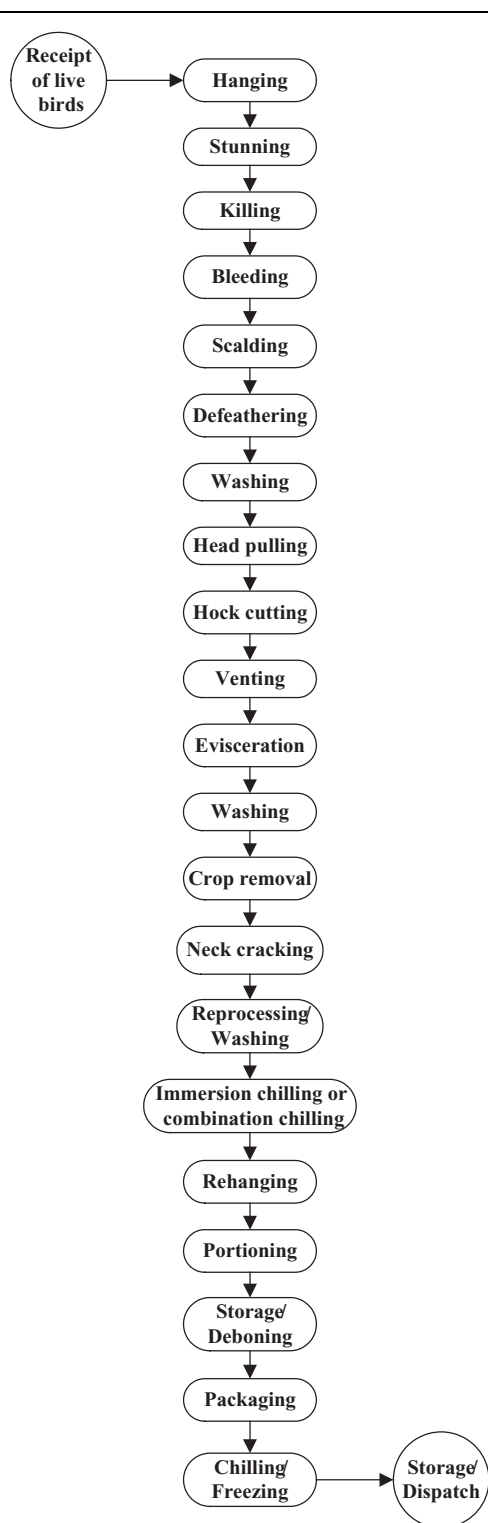 Receipt
of live
birds
Hanging
Stunning
Killing
Bleeding
Scalding
Defeathering
Washing
Head pulling
Hock cutting
Venting
Evisceration
Washing
Crop removal
Neck cracking
Reprocessing/
Washing
Immersion chilling or
combination chilling
Rehanging
Portioning
Storage/
Deboning
Packaging
Chilling/
Freezing
Storage/
Dispatch